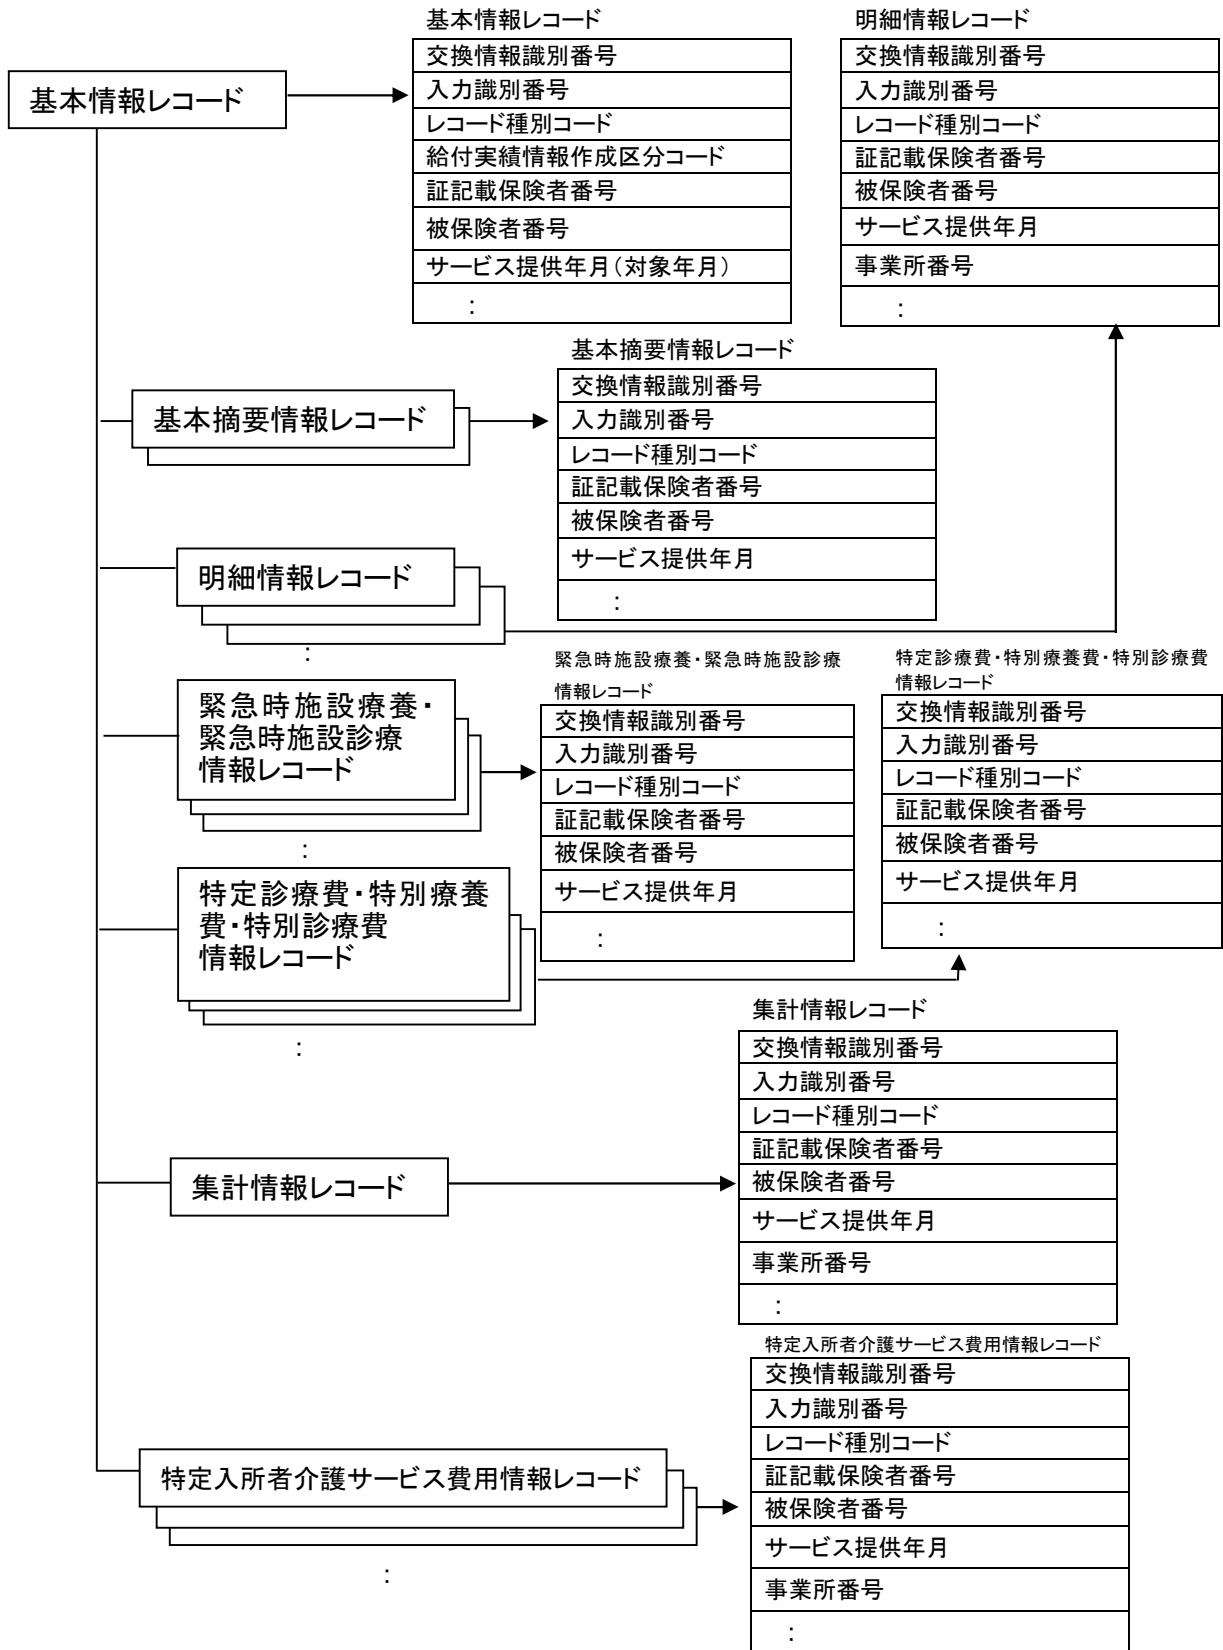 基本情報レコード
基本情報レコード
交換情報識別番号
入力識別番号
レコード種別コード
給付実績情報作成区分コード
証記載保険者番号
被保険者番号
サービス提供年月(対象年月)
:
明細情報レコード
交換情報識別番号
入力識別番号
レコード種別コード
証記載保険者番号
被保険者番号
サービス提供年月
事業所番号
:
基本摘要情報レコード
基本摘要情報レコード
交換情報識別番号
入力識別番号
レコード種別コード
証記載保険者番号
被保険者番号
サービス提供年月
:
明細情報レコード
:
緊急時施設療養・
緊急時施設診療
情報レコード
:
緊急時施設療養・緊急時施設診療
情報レコード
交換情報識別番号
入力識別番号
レコード種別コード
証記載保険者番号
被保険者番号
サービス提供年月
:
特定診療費・特別療養費・特別診療費
情報レコード
交換情報識別番号
入力識別番号
レコード種別コード
証記載保険者番号
被保険者番号
サービス提供年月
:
特定診療費・特別療養
費・特別診療費
情報レコード
:
集計情報レコード
集計情報レコード
交換情報識別番号
入力識別番号
レコード種別コード
証記載保険者番号
被保険者番号
サービス提供年月
事業所番号
:
特定入所者介護サービス費用情報レコード
:
特定入所者介護サービス費用情報レコード
交換情報識別番号
入力識別番号
レコード種別コード
証記載保険者番号
被保険者番号
サービス提供年月
事業所番号
: